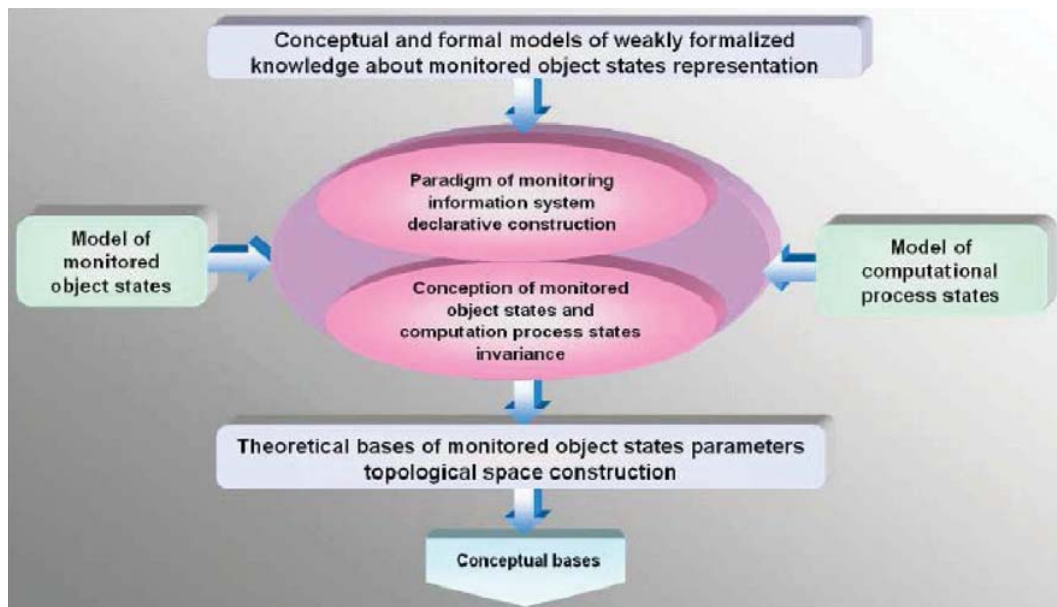 Conceptual and formal models of weakly formalized
knowledge about monitored object states representation
Paradigm of monitoring
information system
declarative construction
Model of
monitored
object states
Model of
computational
process states
Conception of monitored
object states and
computation process states
invariance
Theoretical bases of monitored object states parameters
topological space construction
Conceptual bases